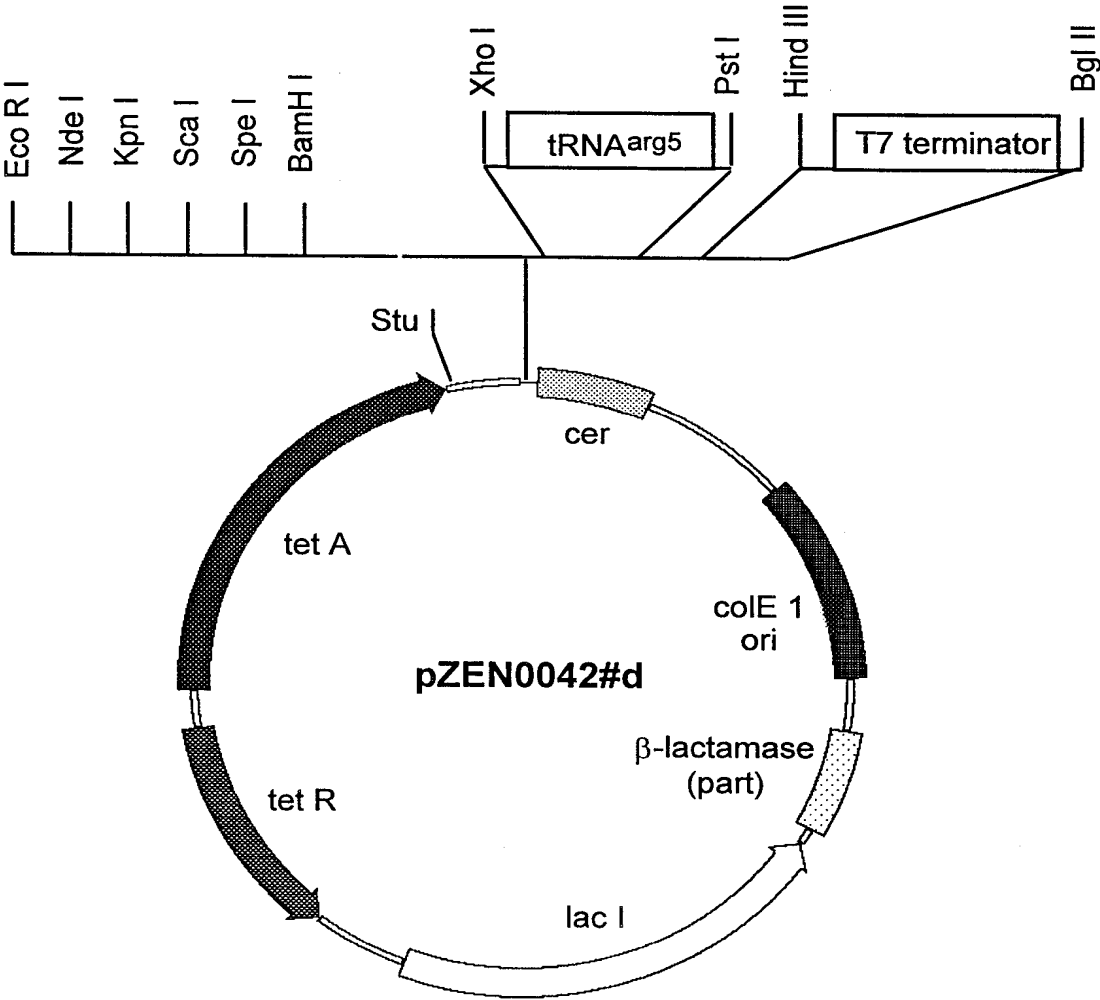 Eco R I
Nde I
Kpn I
Sca I
Spe I
BamH I
Xho I
tRNAarg5
Pst I
Hind III
T7 terminator
Bgl II
Stu I
cer
tet A
colE 1
ori
pZEN0042#d
β-lactamase
(part)
tet R
lac I